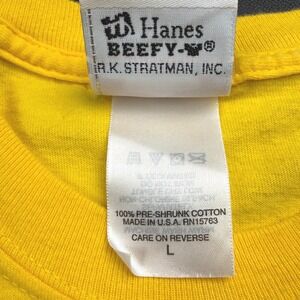 Hanes
BEEFY-T®
R.K. STRATMAN, INC.
100% PRE-SHRUNK COTTON
MADE IN U.S.A. RN15763
CARE ON REVERSE
L